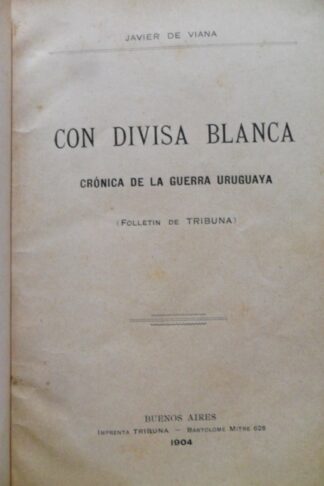 JAVIER DE VIANA
CON DIVISA BLANCA
CRÓNICA DE LA GUERRA URUGUAYA
(FOLLETIN DE TRIBUNA)
BUENOS AIRES
IMPRENTA TRIBUNA — BARTOLOME MITRE 626
1904